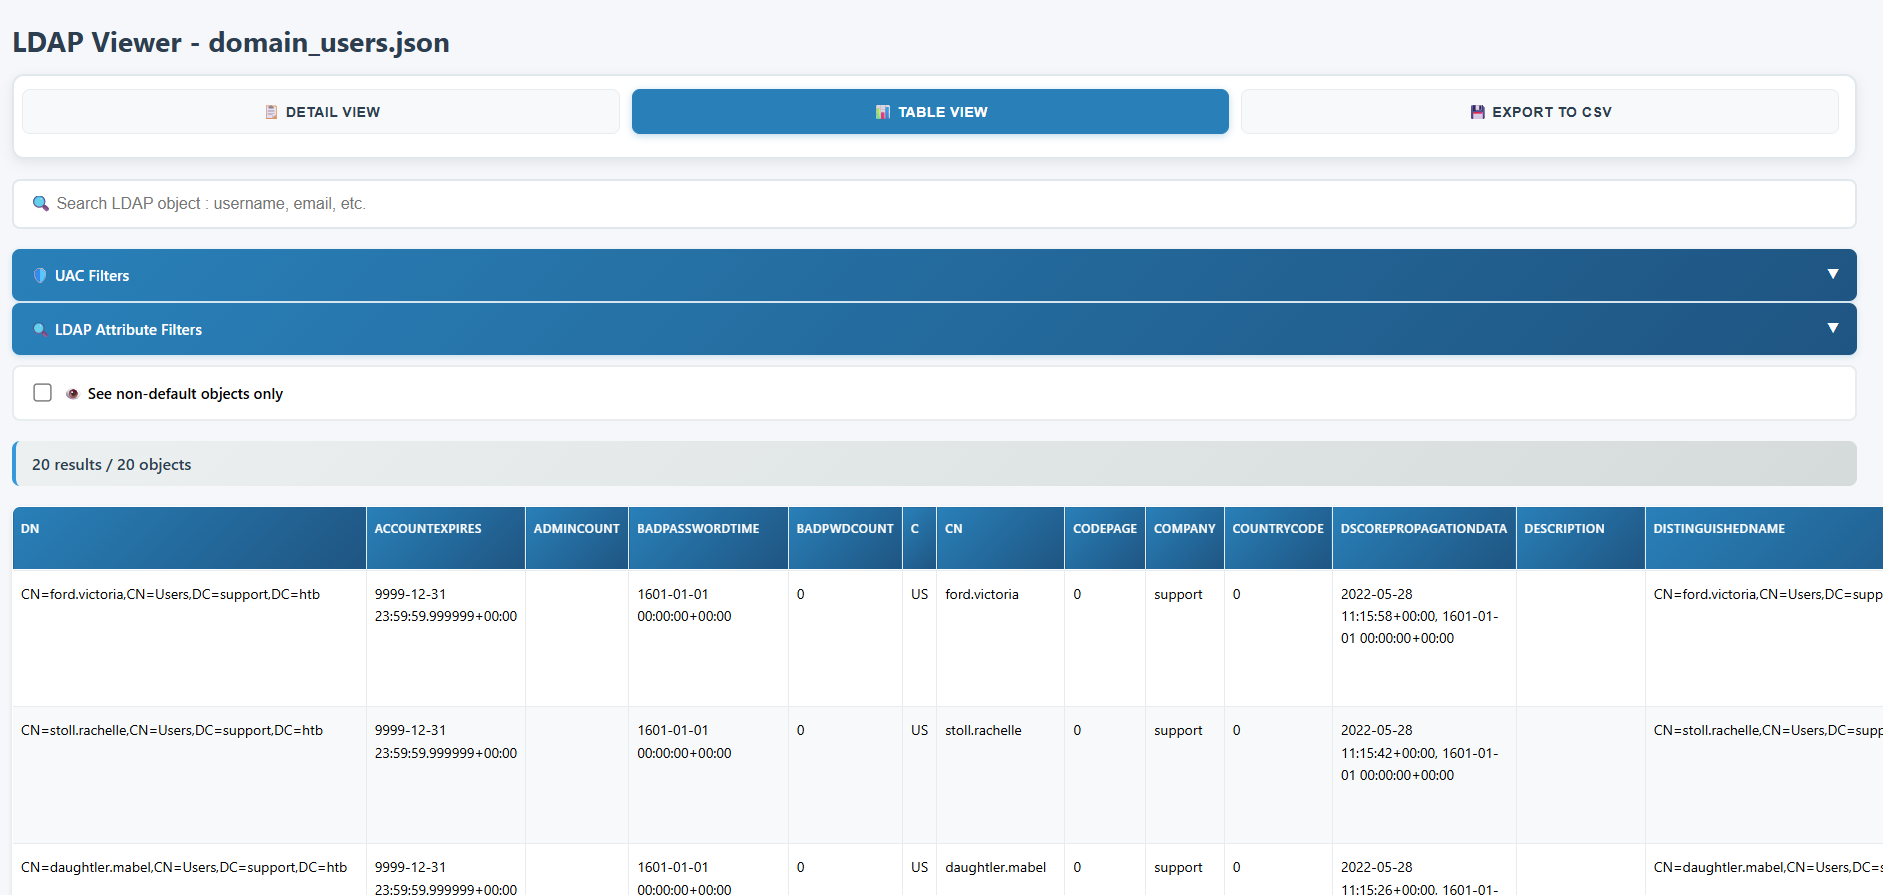 LDAP Viewer - domain_users.json
DETAIL VIEW
TABLE VIEW
EXPORT TO CSV
Search LDAP object : username, email, etc.
UAC Filters
LDAP Attribute Filters
See non-default objects only
20 results / 20 objects
DN ACCOUNTEXPIRES ADMINCOUNT BADPASSWORDTIME BADPWDCOUNT C CN CODEPAGE COMPANY COUNTRYCODE DSCOREPROPAGATIONDATA DESCRIPTION DISTINGUISHEDNAME
CN=ford.victoria,CN=Users,DC=support,DC=htb 9999-12-31 1601-01-01 0 US ford.victoria 0 support 0 2022-05-28 CN=ford.victoria,CN=Users,DC=supp
23:59:59.999999+00:00 00:00:00+00:00 11:15:58+00:00, 1601-01-
01 00:00:00+00:00
CN=stoll.rachelle,CN=Users,DC=support,DC=htb 9999-12-31 1601-01-01 0 US stoll.rachelle 0 support 0 2022-05-28 CN=stoll.rachelle,CN=Users,DC=supp
23:59:59.999999+00:00 00:00:00+00:00 11:15:42+00:00, 1601-01-
01 00:00:00+00:00
CN=daughtler.mabel,CN=Users,DC=support,DC=htb 9999-12-31 1601-01-01 0 US daughtler.mabel 0 support 0 2022-05-28 CN=daughtler.mabel,CN=Users,DC=s
23:59:59.999999+00:00 00:00:00+00:00 11:15:26+00:00, 1601-01-